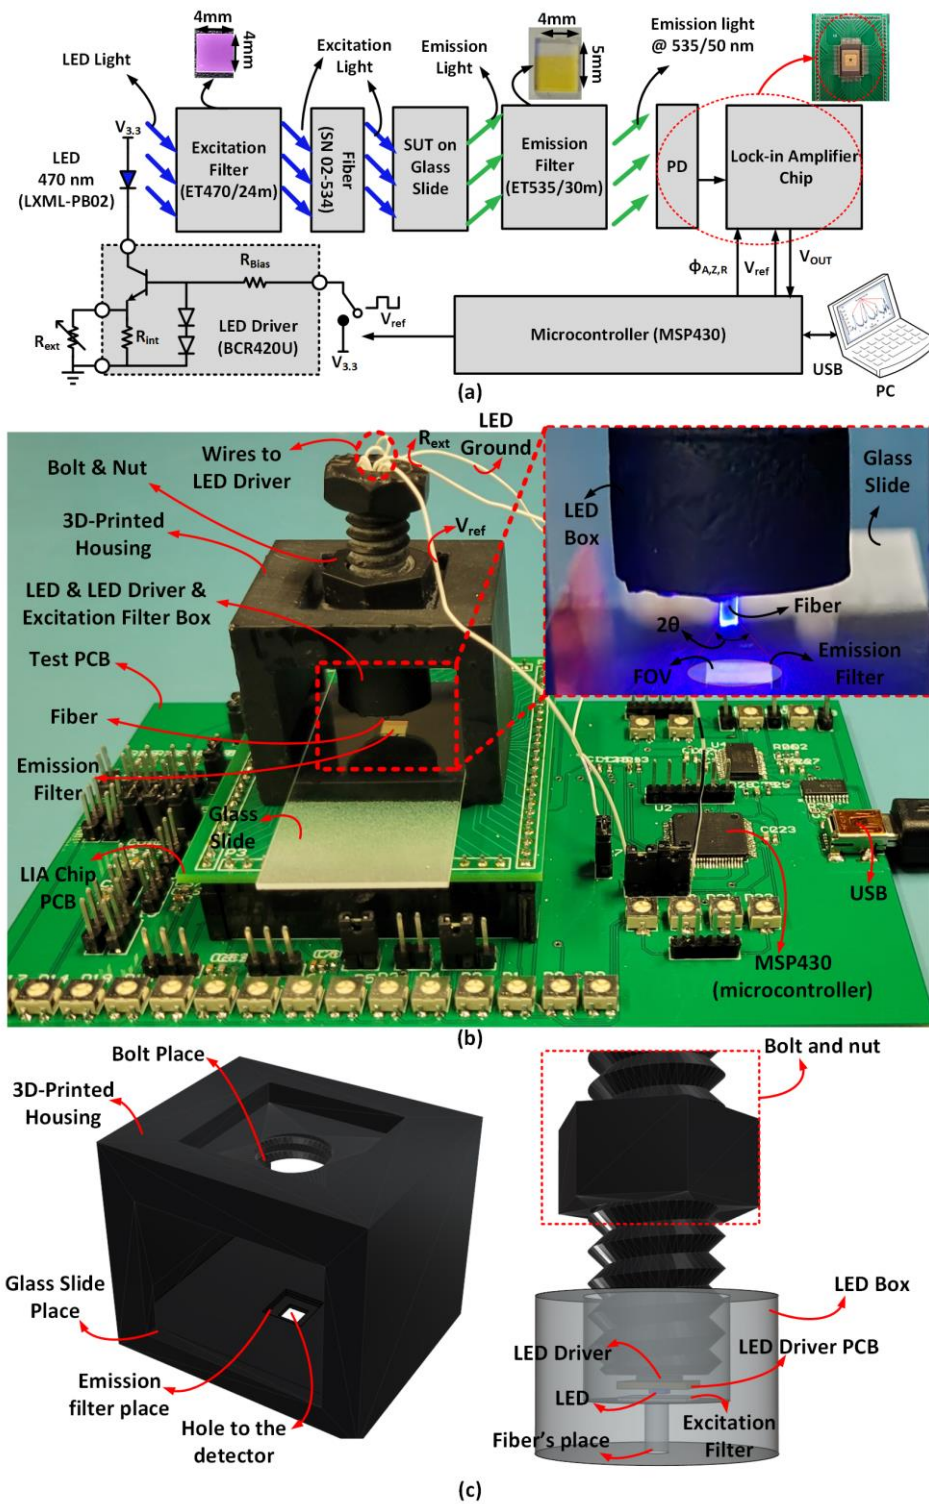 4mm
4mm
4mm
5mm
LED Light
Excitation
Light
Emission
Light
Emission light
@ 535/50 nm
V3.3
LED
470 nm
(LXML-PB02)
Excitation
Filter
(ET470/24m)
Fiber
(SN 02-534)
SUT on
Glass
Slide
Emission
Filter
(ET535/30m)
PD
Lock-in Amplifier
Chip
ΦA,Z,R
Vref
VOUT
RBias
Rext
Rint
LED Driver
(BCR420U)
Vref
V3.3
Microcontroller (MSP430)
USB
PC
(a)
Wires to
LED Driver
Rext
LED
Ground
Bolt & Nut
3D-Printed
Housing
Vref
LED & LED Driver &
Excitation Filter Box
Test PCB
Fiber
Emission
Filter
Glass
Slide
LIA Chip
PCB
LED
Box
Glass
Slide
Fiber
2θ
FOV
Emission
Filter
U2
USB
MSP430
(microcontroller)
(b)
Bolt Place
3D-Printed
Housing
Glass Slide
Place
Emission
filter place
Hole to the
detector
Bolt and nut
LED Box
LED Driver
LED Driver PCB
LED
Excitation
Filter
Fiber's place
(c)